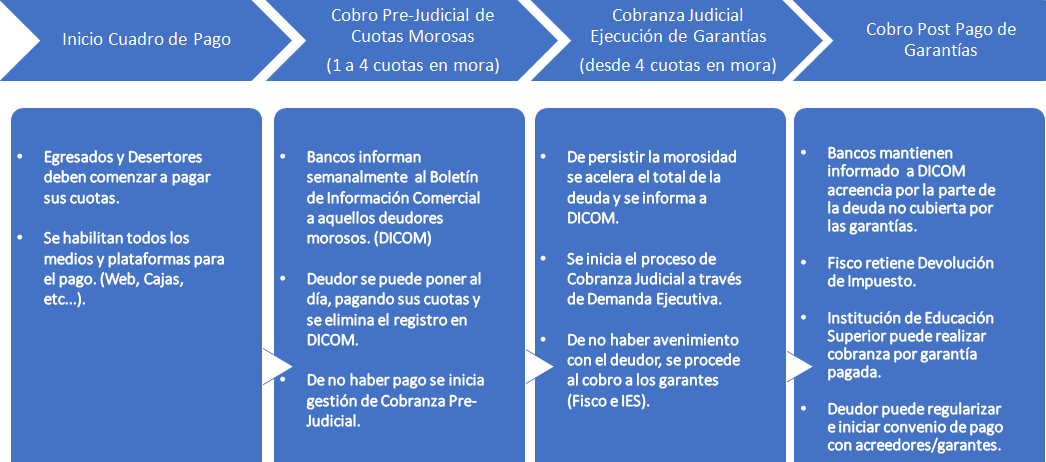 Inicio Cuadro de Pago
Cobro Pre-Judicial de
Cuotas Morosas
(1 a 4 cuotas en mora)
Cobranza Judicial
Ejecución de Garantías
(desde 4 cuotas en mora)
Cobro Post Pago de
Garantías
• Egresados y Desertores
deben comenzar a pagar
sus cuotas.
• Se habilitan todos los
medios y plataformas para
el pago. (Web, Cajas,
etc...).
• Bancos informan
semanalmente al Boletín
de Información Comercial
a aquellos deudores
morosos. (DICOM)
• Deudor se puede poner al
día, pagando sus cuotas y
se elimina el registro en
DICOM.
• De no haber pago se inicia
gestión de Cobranza Pre-
Judicial.
• De persistir la morosidad
se acelera el total de la
deuda y se informa a
DICOM.
• Se inicia el proceso de
Cobranza Judicial a través
de Demanda Ejecutiva.
• De no haber avenimiento
con el deudor, se procede
al cobro a los garantes
(Fisco e IES).
• Bancos mantienen
informado a DICOM
acreencia por la parte de
la deuda no cubierta por
las garantías.
• Fisco retiene Devolución
de Impuesto.
• Institución de Educación
Superior puede realizar
cobranza por garantía
pagada.
• Deudor puede regularizar
e iniciar convenio de pago
con acreedores/garantes.